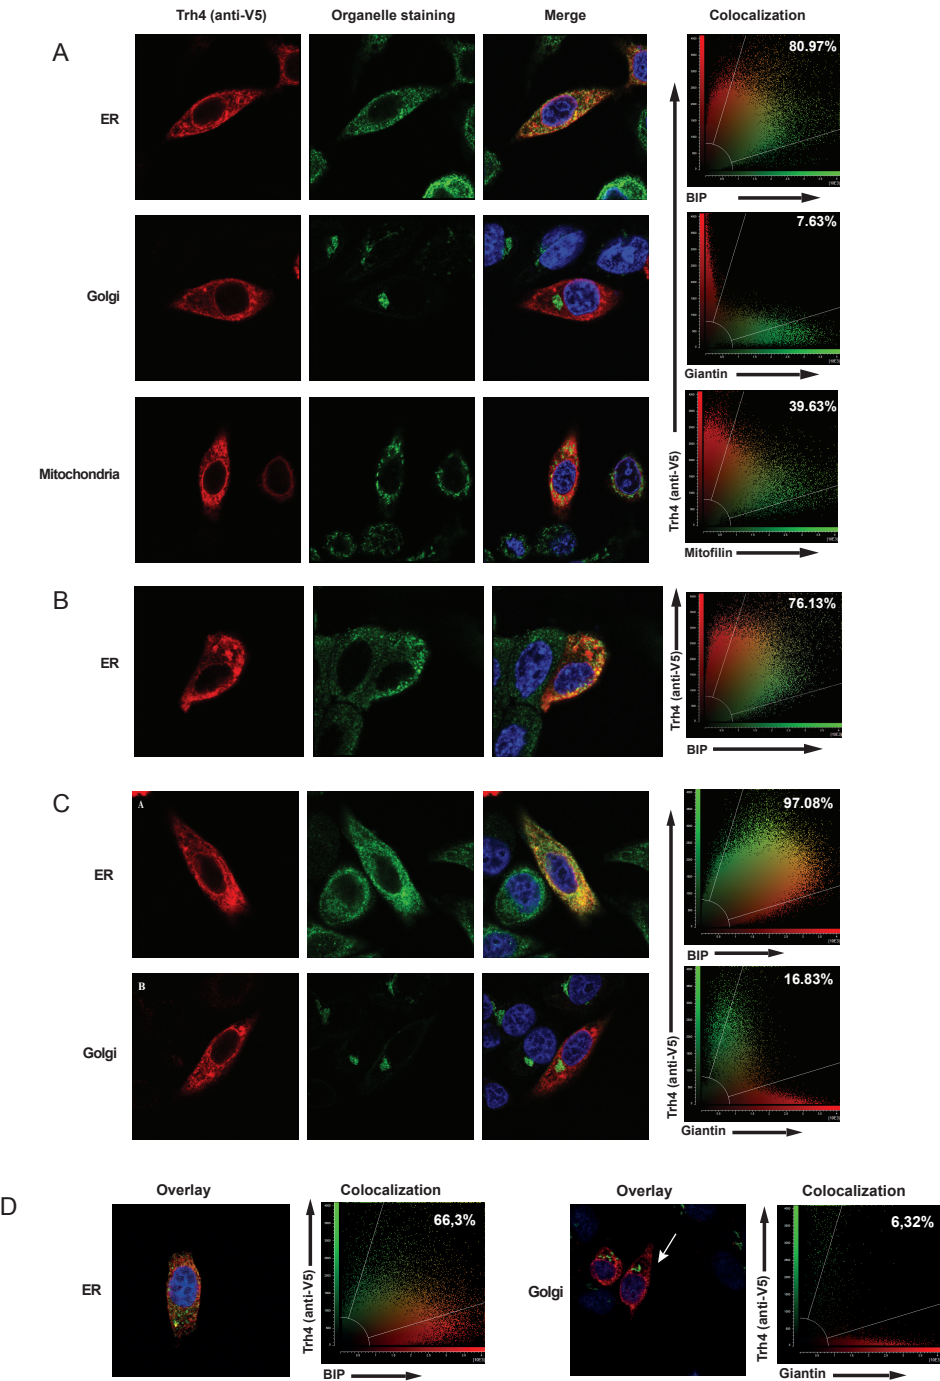 Trh4 (anti-V5) Organelle staining Merge Colocalization
A
ER
80.97%
BIP
Golgi
7.63%
Giantin
Mitochondria
39.63%
Mitofilin
Trh4 (anti-V5)
B
ER
76.13%
Trh4 (anti-V5)
BIP
C
A
ER
97.08%
BIP
B
Golgi
16.83%
Trh4 (anti-V5)
Giantin
D
Overlay Colocalization Overlay Colocalization
ER
66,3%
Trh4 (anti-V5)
BIP
Golgi
6,32%
Trh4 (anti-V5)
Giantin